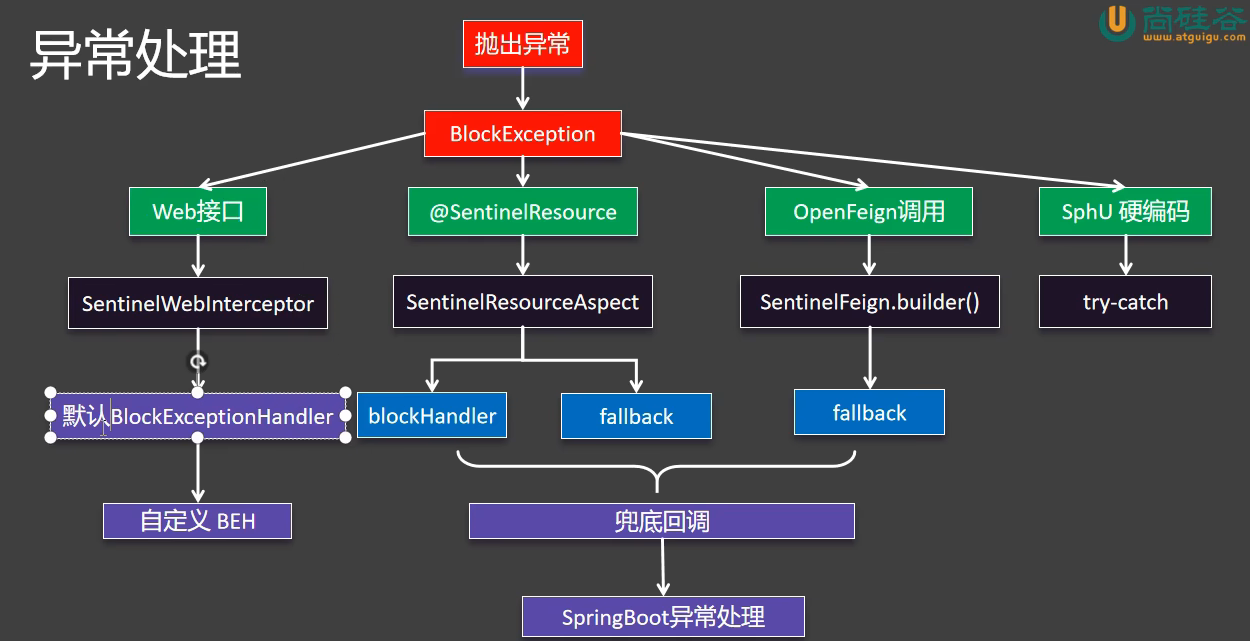 尚硅谷
www.atguigu.com
异常处理
抛出异常
BlockException
Web接口
@SentinelResource
OpenFeign调用
SphU 硬编码
SentinelWebInterceptor
SentinelResourceAspect
SentinelFeign.builder()
try-catch
默认BlockExceptionHandler
blockHandler
fallback
fallback
自定义 BEH
兜底回调
SpringBoot异常处理